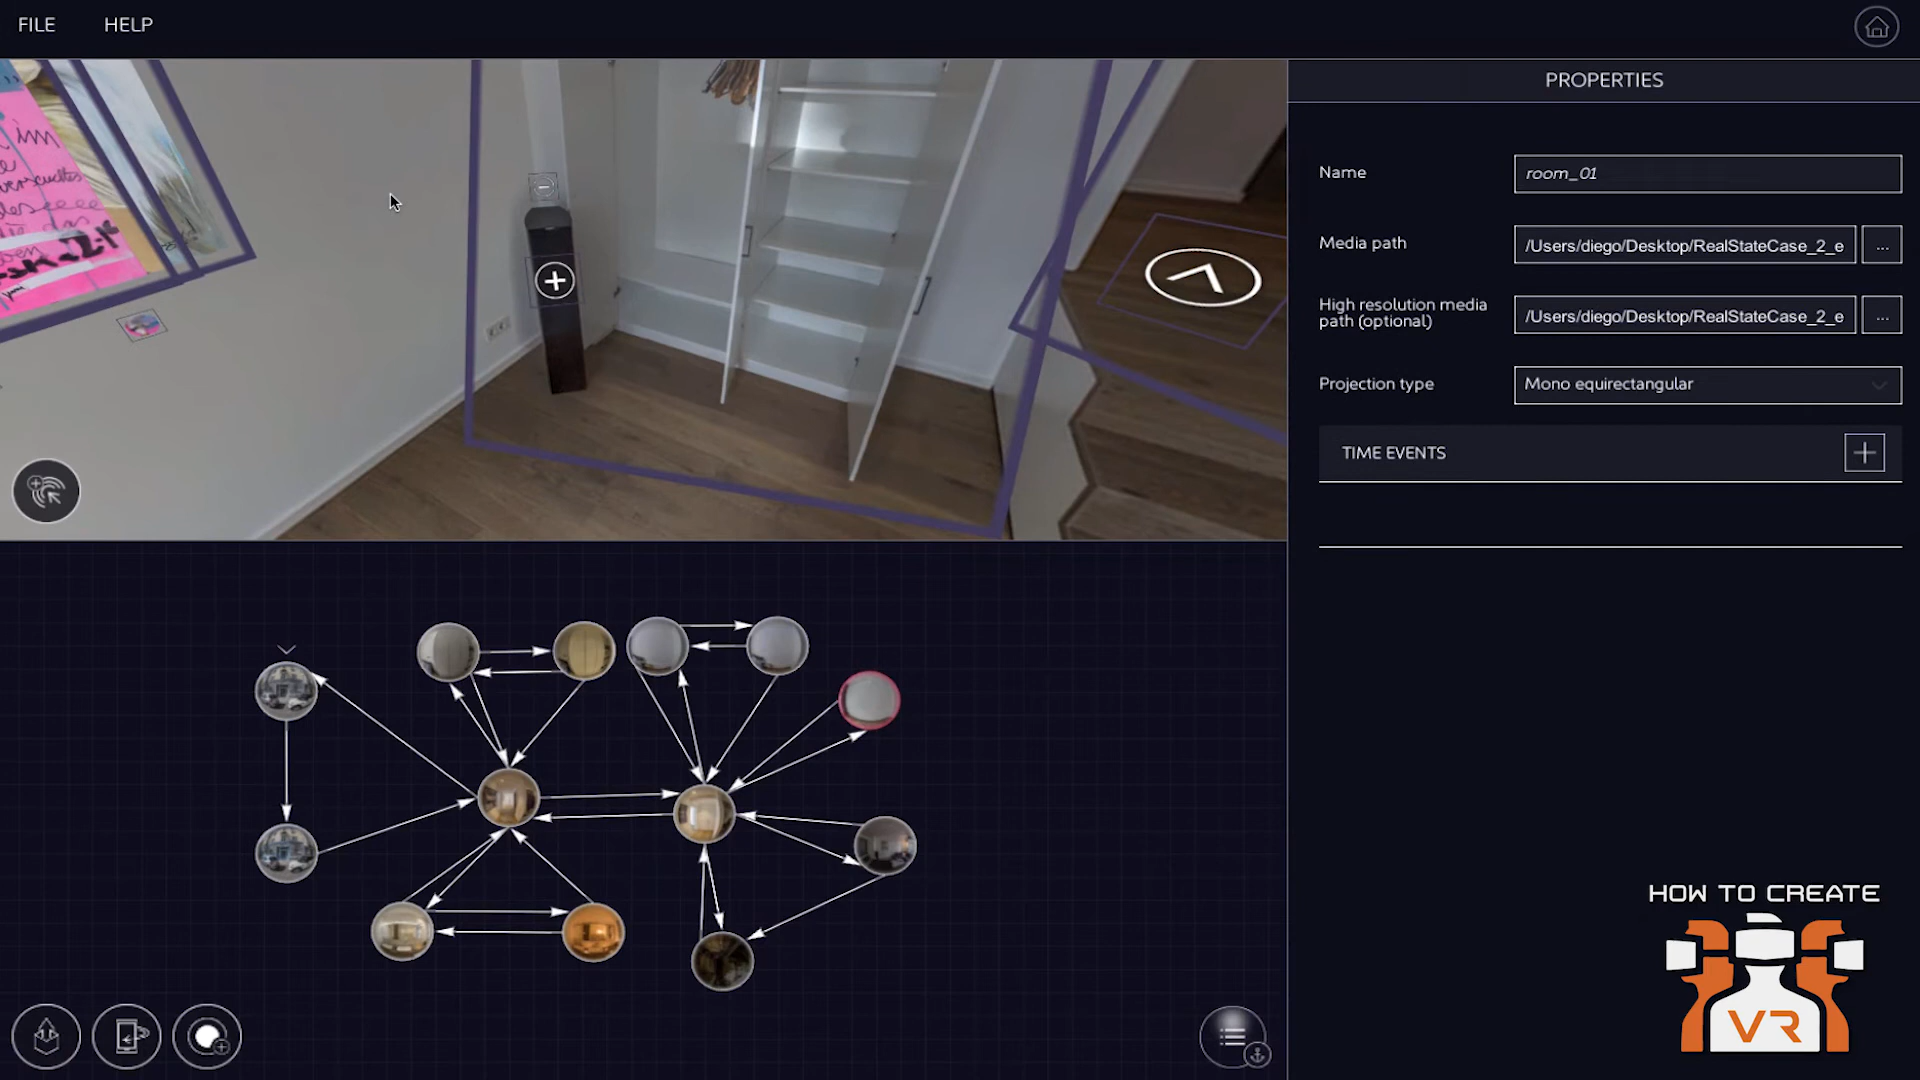 FILE
HELP
PROPERTIES
Name
room_01
Media path
/Users/diego/Desktop/RealStateCase_2_e
...
High resolution media
path (optional)
/Users/diego/Desktop/RealStateCase_2_e
...
Projection type
Mono equirectangular
TIME EVENTS
im
HOW TO CREATE
VR